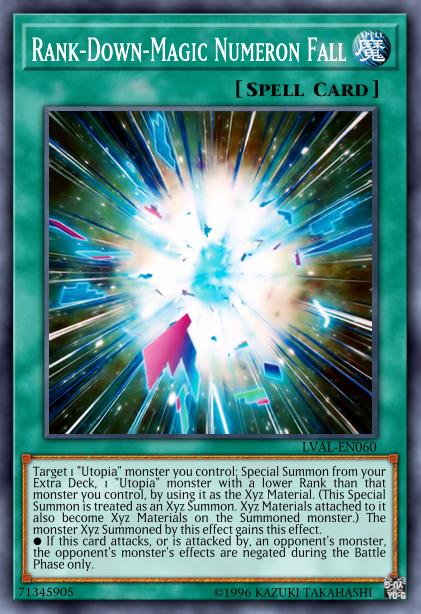 RANK-DOWN-MAGIC NUMERON FALL
SPELL
魔
[ SPELL CARD ]
LVAL-EN060
Target 1 "Utopia" monster you control; Special Summon from your
Extra Deck, 1 "Utopia" monster with a lower Rank than that
monster you control, by using it as the Xyz Material. (This Special
Summon is treated as an Xyz Summon. Xyz Materials attached to it
also become Xyz Materials on the Summoned monster.) The
monster Xyz Summoned by this effect gains this effect.
● If this card attacks, or is attacked by, an opponent's monster,
the opponent's monster's effects are negated during the Battle
Phase only.
71345905
©1996 KAZUKI TAKAHASHI